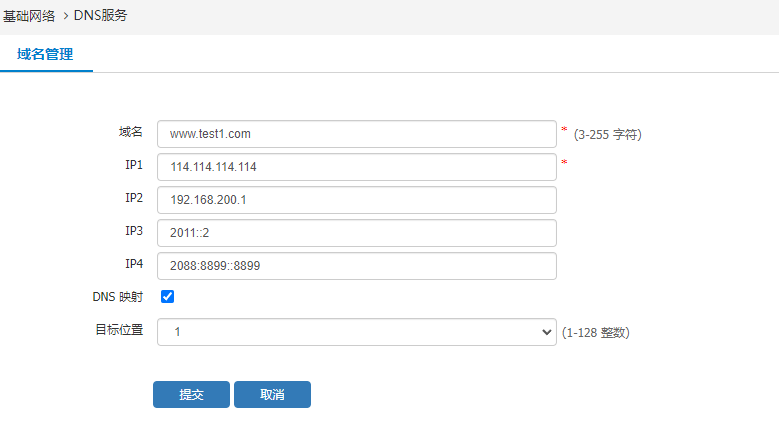 基础网络 > DNS服务
域名管理
域名 www.test1.com * (3-255 字符)
IP1 114.114.114.114 *
IP2 192.168.200.1
IP3 2011::2
IP4 2088:8899::8899
DNS 映射
目标位置 1 (1-128 整数)
提交 取消